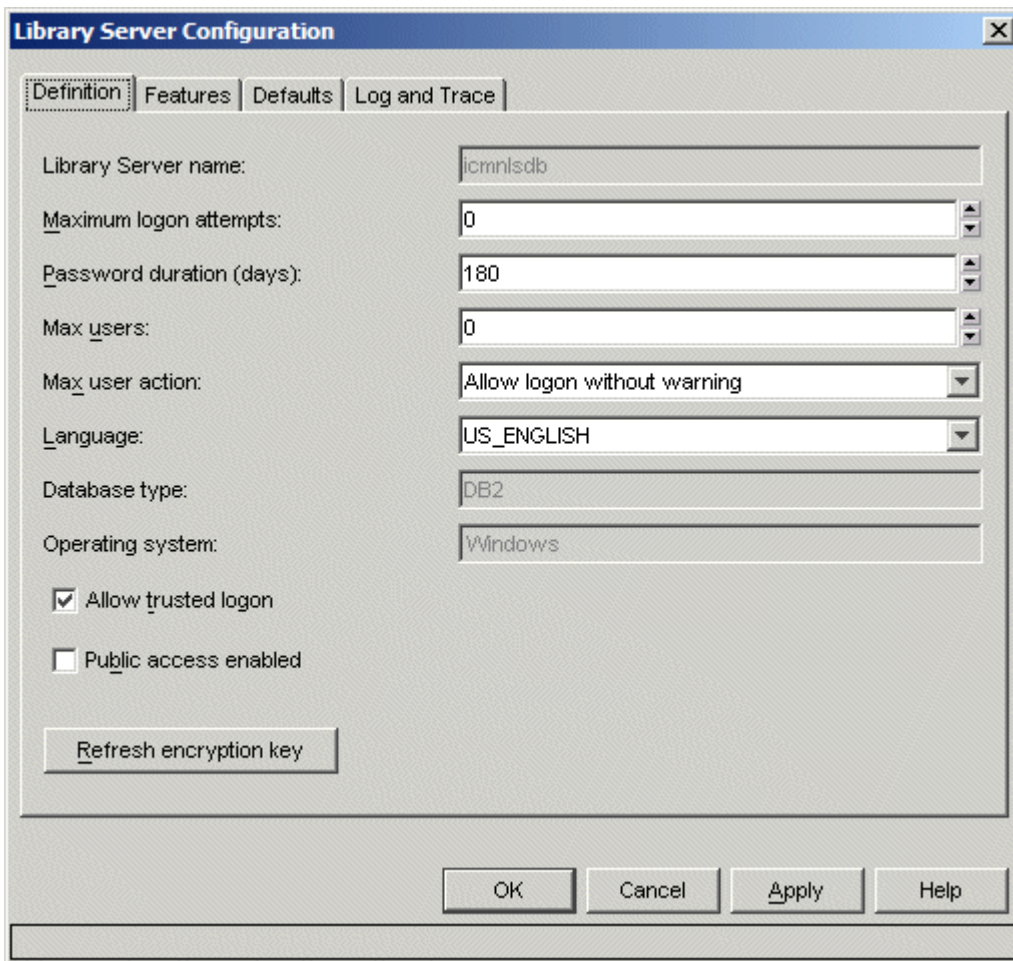 Library Server Configuration
Definition Features Defaults Log and Trace
Library Server name: icmnlsdb
Maximum logon attempts: 0
Password duration (days): 180
Max users: 0
Max user action: Allow logon without warning
Language: US_ENGLISH
Database type: DB2
Operating system: Windows
Allow trusted logon
Public access enabled
Refresh encryption key
OK Cancel Apply Help